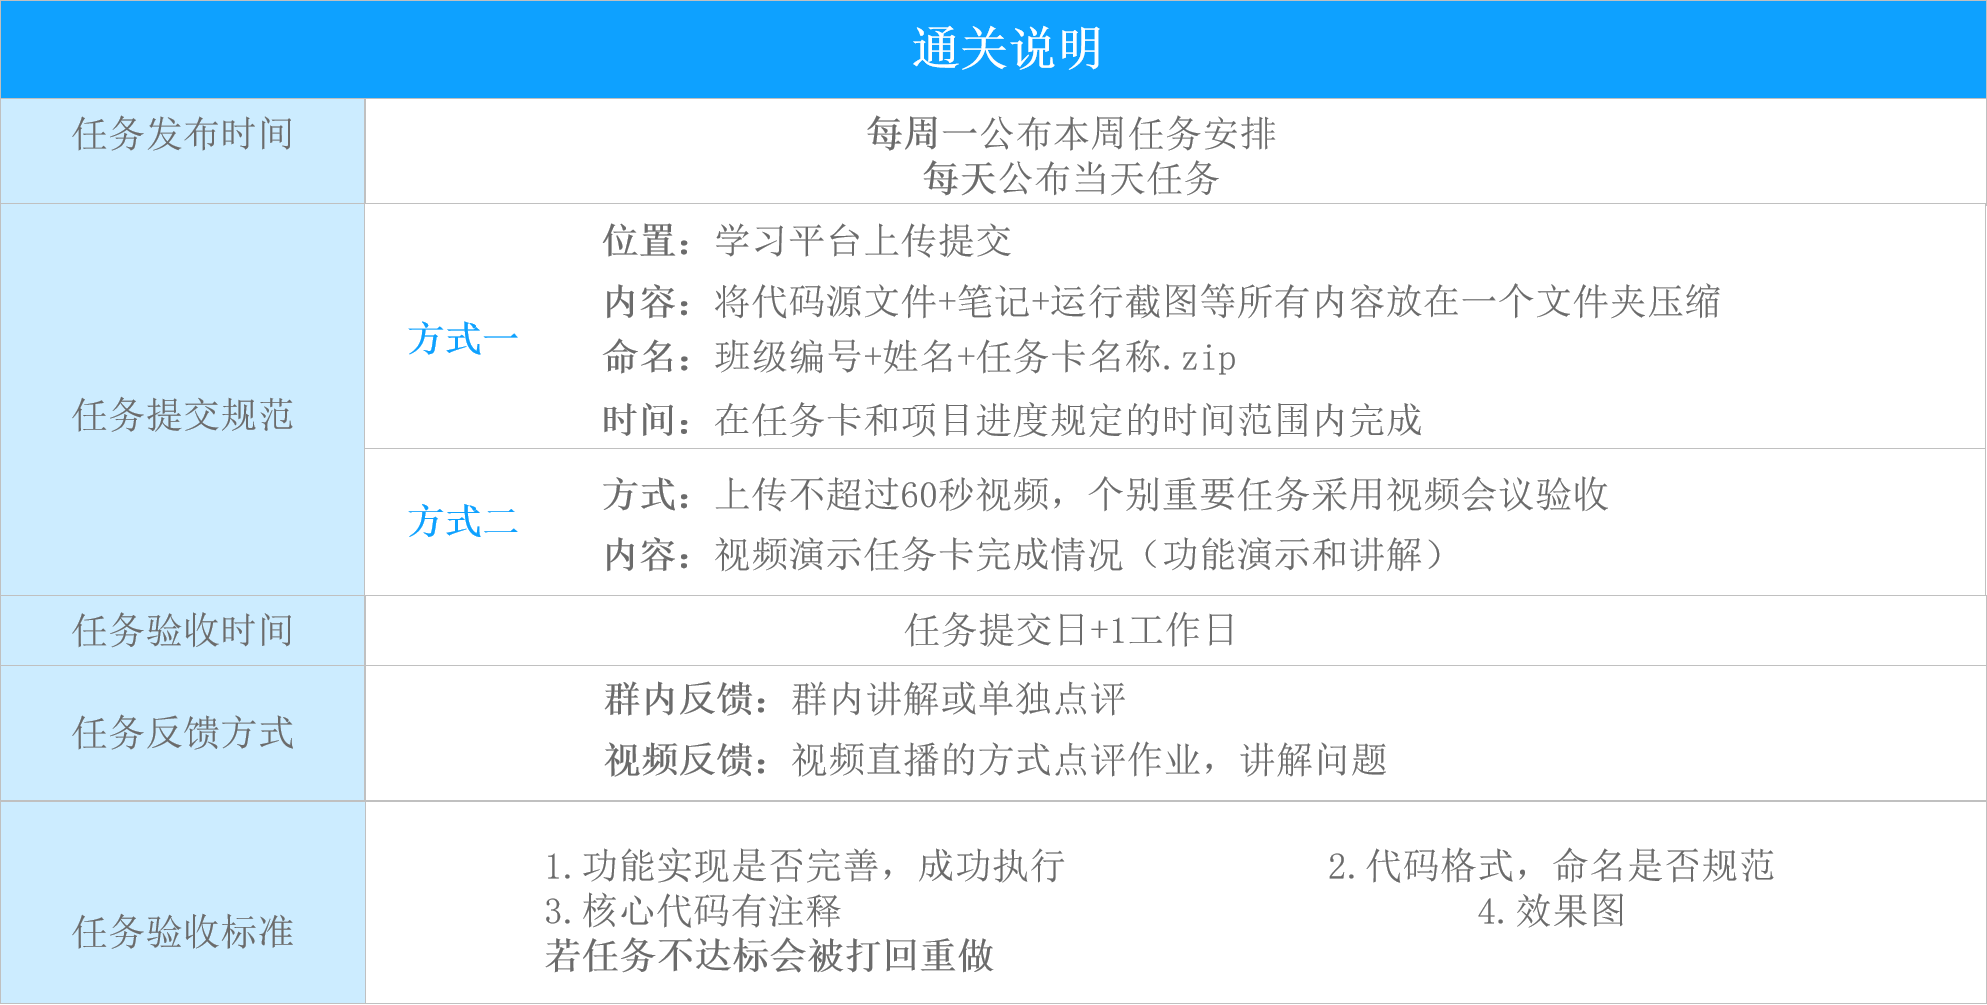 通关说明
任务发布时间
每周一公布本周任务安排
每天公布当天任务
任务提交规范
方式一
位置：学习平台上传提交
内容：将代码源文件+笔记+运行截图等所有内容放在一个文件夹压缩
命名：班级编号+姓名+任务卡名称.zip
时间：在任务卡和项目进度规定的时间范围内完成
方式二
方式：上传不超过60秒视频，个别重要任务采用视频会议验收
内容：视频演示任务卡完成情况（功能演示和讲解）
任务验收时间
任务提交日+1工作日
任务反馈方式
群内反馈：群内讲解或单独点评
视频反馈：视频直播的方式点评作业，讲解问题
任务验收标准
1.功能实现是否完善，成功执行 2.代码格式，命名是否规范
3.核心代码有注释 4.效果图
若任务不达标会被打回重做